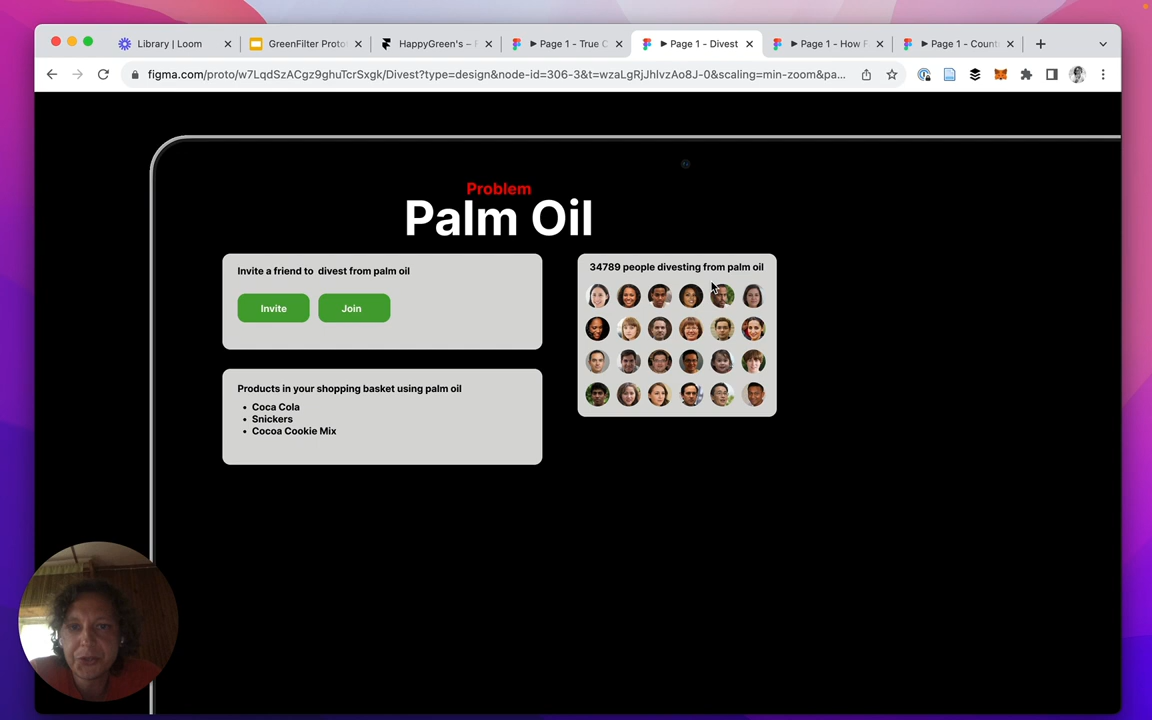 Library | Loom
GreenFilter Proto
HappyGreen's –
Page 1 - True C
Page 1 - Divest
Page 1 - How F
Page 1 - Count
figma.com/proto/w7LqdSzACgz9ghuTcrSxgk/Divest?type=design&node-id=306-3&t=wzaLgRjJhIvzAo8J-0&scaling=min-zoom&pa...
Problem
Palm Oil
Invite a friend to divest from palm oil
Invite
Join
34789 people divesting from palm oil
Products in your shopping basket using palm oil
• Coca Cola
• Snickers
• Cocoa Cookie Mix